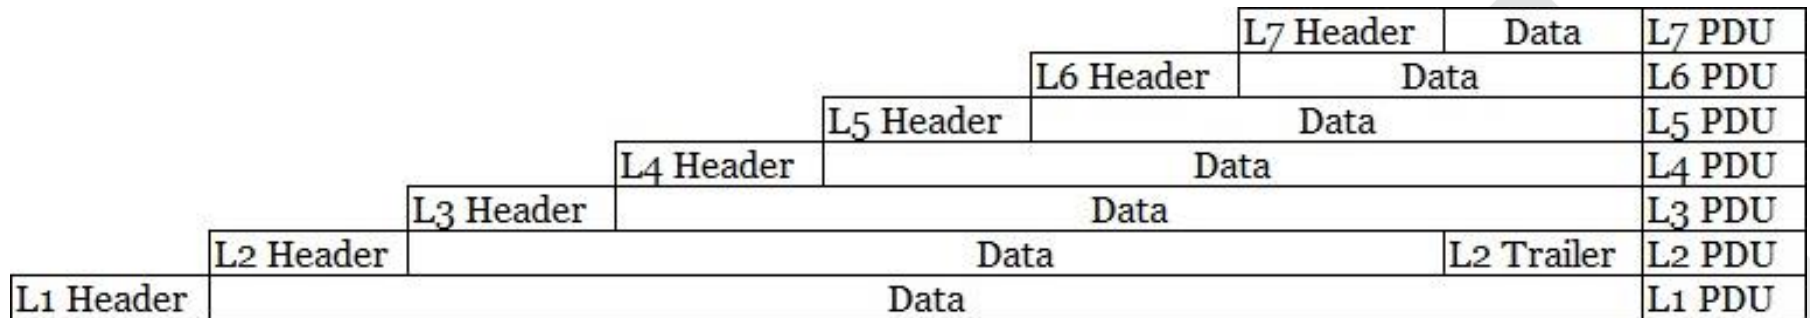 L7 Header Data L7 PDU
L6 Header Data L6 PDU
L5 Header Data L5 PDU
L4 Header Data L4 PDU
L3 Header Data L3 PDU
L2 Header Data L2 Trailer L2 PDU
L1 Header Data L1 PDU